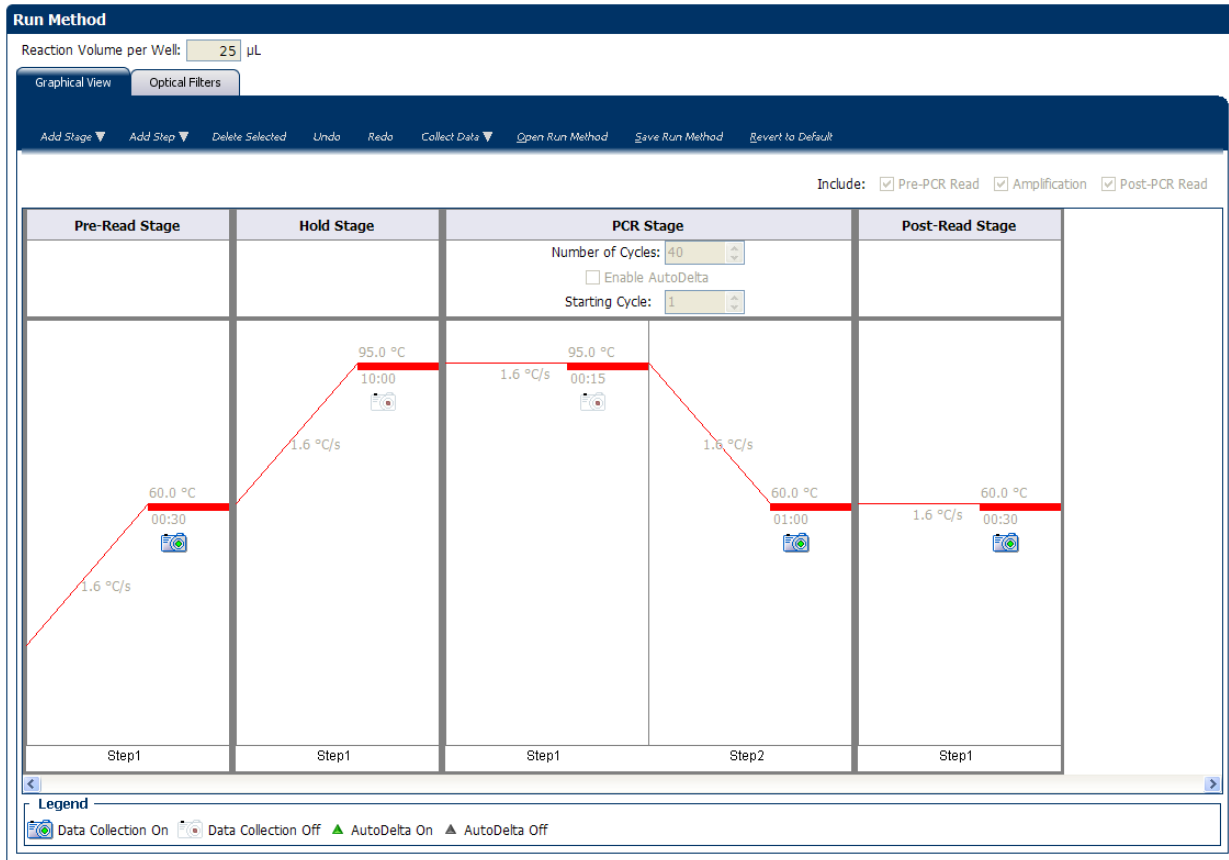 Run Method
Reaction Volume per Well: 25 µL
Graphical View Optical Filters
Add Stage ▼ Add Step ▼ Delete Selected Undo Redo Collect Data ▼ Open Run Method Save Run Method Revert to Default
Include: Pre-PCR Read Amplification Post-PCR Read
Pre-Read Stage Hold Stage PCR Stage Post-Read Stage
Number of Cycles: 40
Enable AutoDelta
Starting Cycle: 1
95.0 °C 95.0 °C
10:00 1.6 °C/s 00:15
1.6 °C/s 1.6 °C/s
60.0 °C 60.0 °C 60.0 °C
00:30 01:00 1.6 °C/s 00:30
1.6 °C/s
Step1 Step1 Step1 Step2 Step1
Legend
Data Collection On Data Collection Off AutoDelta On AutoDelta Off